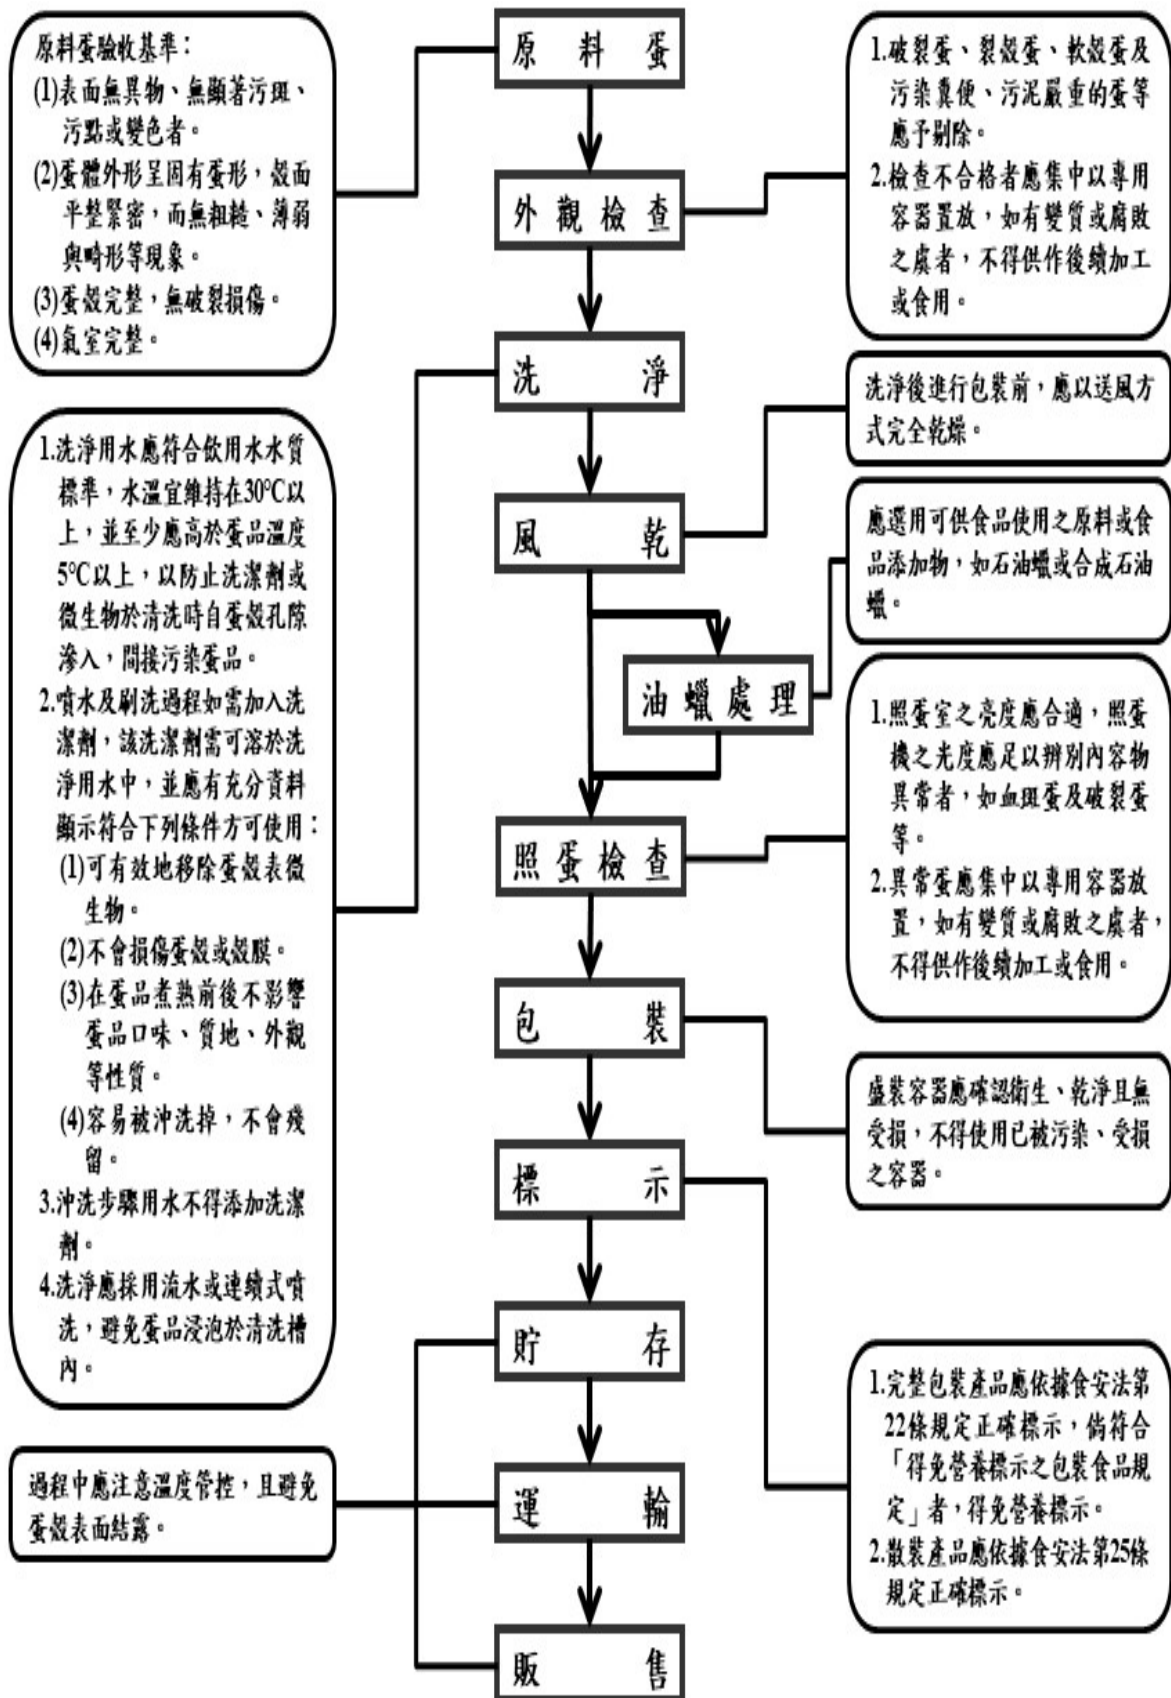 原料蛋
外觀檢查
洗淨
風乾
油蠟處理
照蛋檢查
包裝
標示
貯存
運輸
販售
原料蛋驗收基準：
(1)表面無異物、無顯著污斑、
污點或變色者。
(2)蛋體外形呈固有蛋形，殼面
平整緊密，而無粗糙、薄弱
與畸形等現象。
(3)蛋殼完整，無破裂損傷。
(4)氣室完整。
1.破裂蛋、裂殼蛋、軟殼蛋及
污染糞便、污泥嚴重的蛋等
應予剔除。
2.檢查不合格者應集中以專用
容器置放，如有變質或腐敗
之虞者，不得供作後續加工
或食用。
1.洗淨用水應符合飲用水水質
標準，水溫宜維持在30°C以
上，並至少應高於蛋品溫度
5°C以上，以防止洗潔劑或
微生物於清洗時自蛋殼孔隙
滲入，間接污染蛋品。
2.噴水及刷洗過程如需加入洗
潔劑，該洗潔劑需可溶於洗
淨用水中，並應有充分資料
顯示符合下列條件方可使用：
(1)可有效地移除蛋殼表微
生物。
(2)不會損傷蛋殼或殼膜。
(3)在蛋品煮熟前後不影響
蛋品口味、質地、外觀
等性質。
(4)容易被沖洗掉，不會殘
留。
3.沖洗步驟用水不得添加洗潔
劑。
4.洗淨應採用流水或連續式噴
洗，避免蛋品浸泡於清洗槽
內。
洗淨後進行包裝前，應以送風方
式完全乾燥。
應選用可供食品使用之原料或食
品添加物，如石油蠟或合成石油
蠟。
1.照蛋室之亮度應合適，照蛋
機之光度應足以辨別內容物
異常者，如血斑蛋及破裂蛋
等。
2.異常蛋應集中以專用容器放
置，如有變質或腐敗之虞者，
不得供作後續加工或食用。
盛裝容器應確認衛生、乾淨且無
受損，不得使用已被污染、受損
之容器。
1.完整包裝產品應依據食安法第
22條規定正確標示，倘符合
「得免營養標示之包裝食品規
定」者，得免營養標示。
2.散裝產品應依據食安法第25條
規定正確標示。
過程中應注意溫度管控，且避免
蛋殼表面結露。